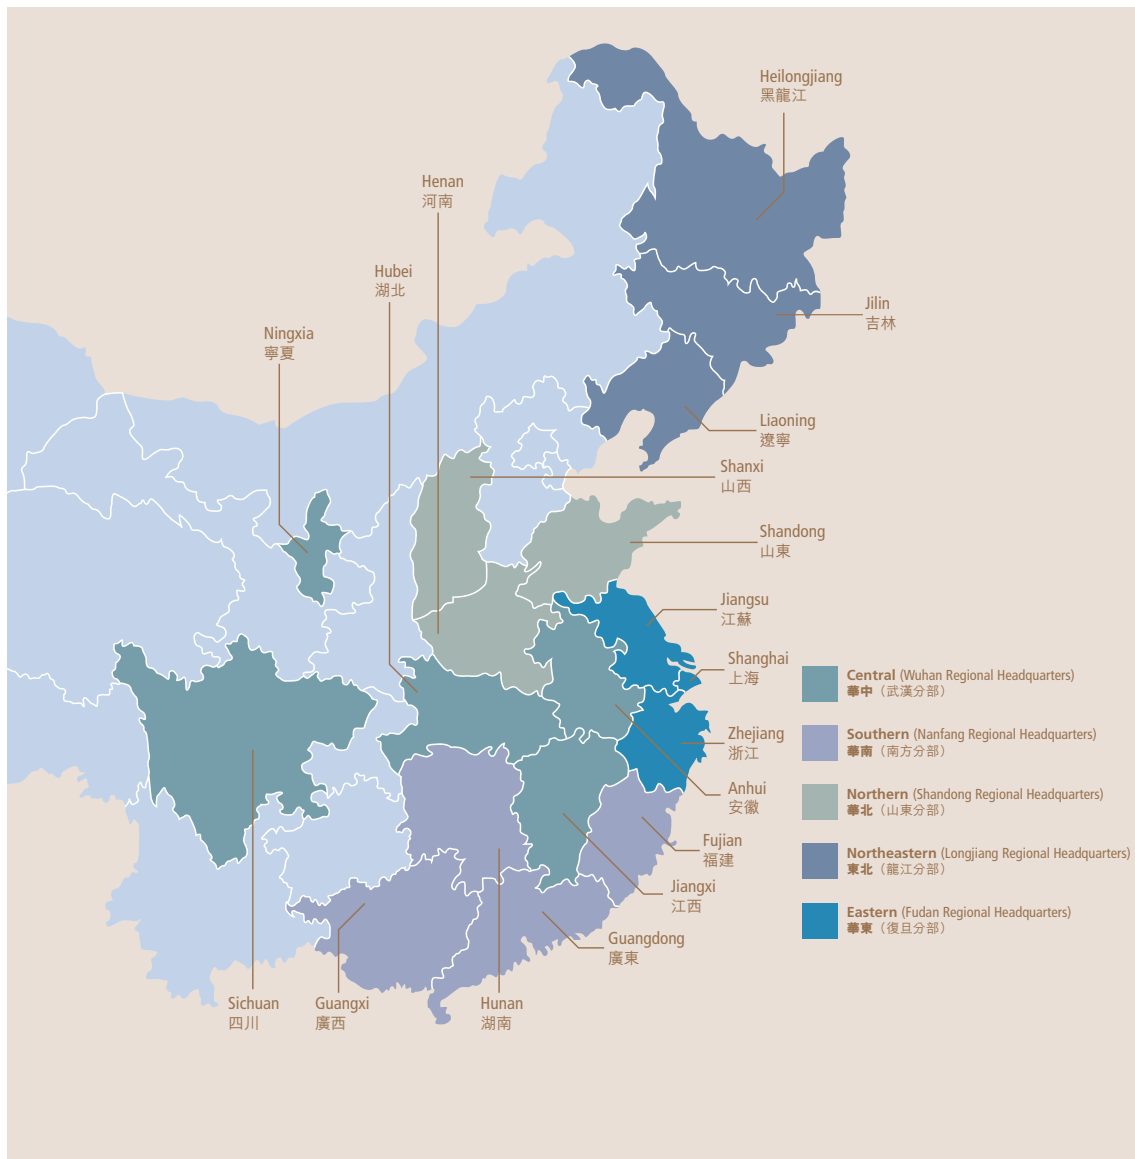 Heilongjiang
黑龍江
Henan
河南
Hubei
湖北
Jilin
吉林
Ningxia
寧夏
Liaoning
遼寧
Shanxi
山西
Shandong
山東
Jiangsu
江蘇
Shanghai
上海
Zhejiang
浙江
Anhui
安徽
Fujian
福建
Jiangxi
江西
Guangdong
廣東
Sichuan
四川
Guangxi
廣西
Hunan
湖南
Central (Wuhan Regional Headquarters)
華中（武漢分部）
Southern (Nanfang Regional Headquarters)
華南（南方分部）
Northern (Shandong Regional Headquarters)
華北（山東分部）
Northeastern (Longjiang Regional Headquarters)
東北（龍江分部）
Eastern (Fudan Regional Headquarters)
華東（復旦分部）